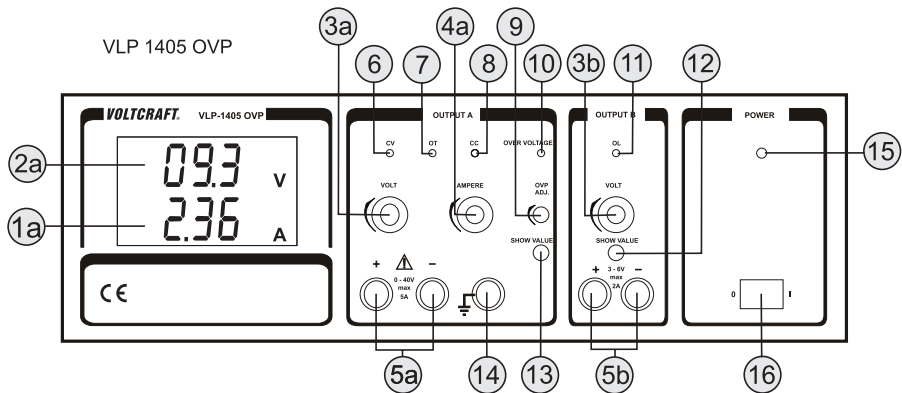 VLP 1405 OVP
3a 4a 9
6 7 8 10 3b 11 12
VOLTCRAFT. VLP-1405 OVP
OUTPUT A
OUTPUT B
POWER
CV OT CC OVER VOLTAGE
OL
15
2a
09.3 V
1a
2.36 A
VOLT AMPERE OVP
ADJ.
VOLT
SHOW VALUE
SHOW VALUE
+ ⚠ −
0 - 40V
max
5A
+ 3 - 6V −
max
2A
CE
0 I
5a 14 13 5b 16